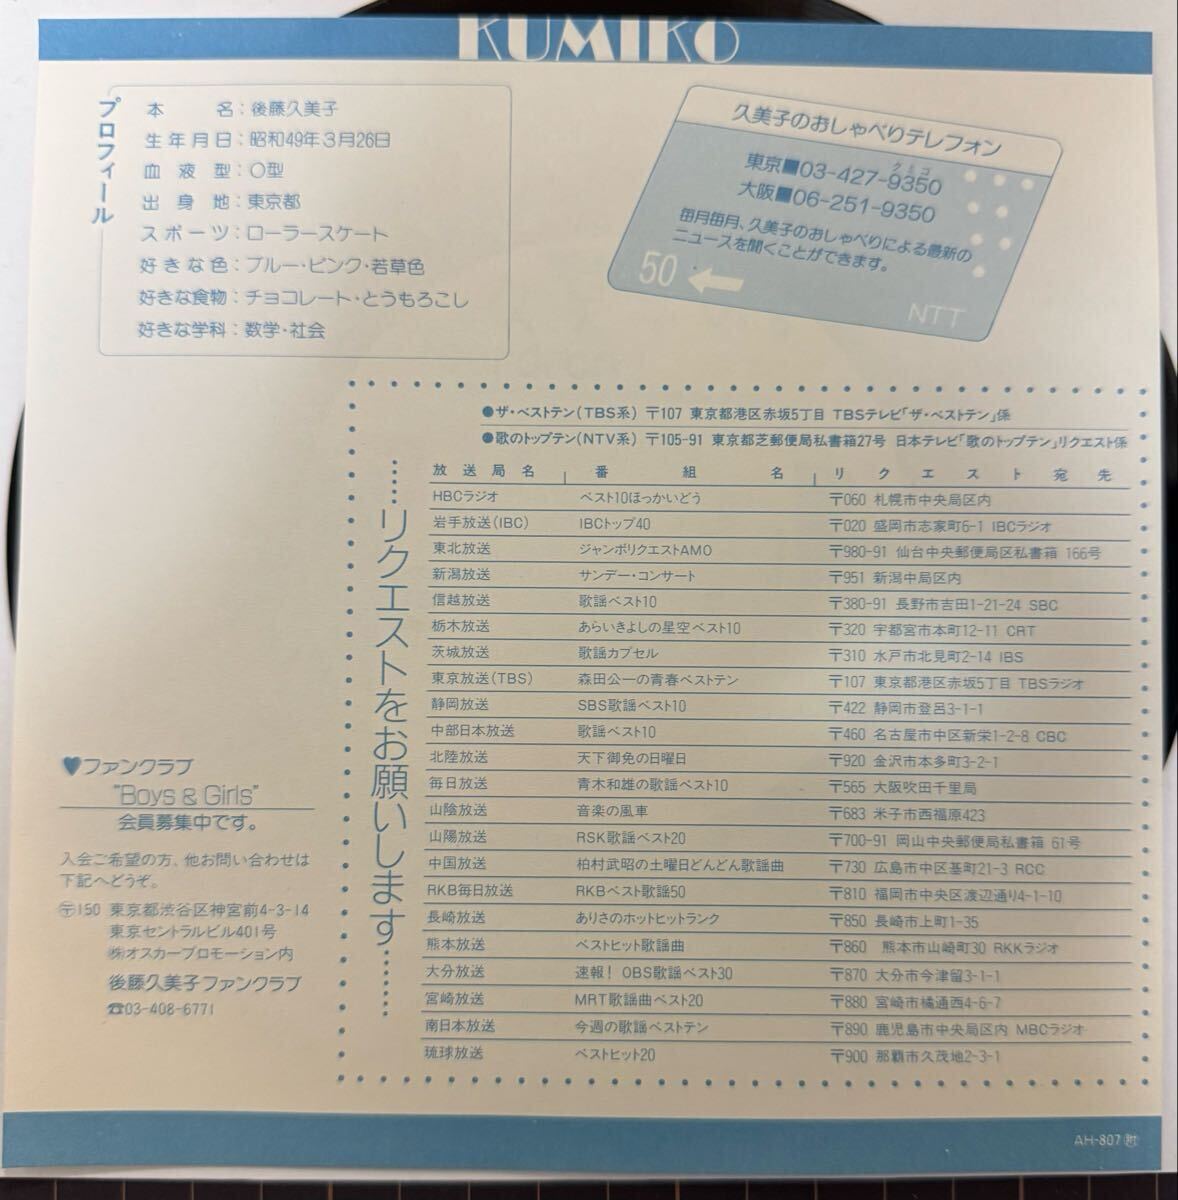 KUMIKO
プロフィール
本名：後藤久美子
生年月日：昭和49年3月26日
血液型：O型
出身地：東京都
スポーツ：ローラースケート
好きな色：ブルー・ピンク・若草色
好きな食物：チョコレート・とうもろこし
好きな学科：数学・社会
久美子のおしゃべりテレフォン
クミコ
東京■03-427-9350
大阪■06-251-9350
毎月毎月、久美子のおしゃべりによる最新の
ニュースを聞くことができます。
50
NTT
●ザ・ベストテン(TBS系) 〒107 東京都港区赤坂5丁目 TBSテレビ「ザ・ベストテン」係
●歌のトップテン(NTV系) 〒105-91 東京都芝郵便局私書箱27号 日本テレビ「歌のトップテン」リクエスト係
……リクエストをお願いします……
放送局名 番組名 リクエスト宛先
HBCラジオ ベスト10ほっかいどう 〒060 札幌市中央局区内
岩手放送(IBC) IBCトップ40 〒020 盛岡市志家町6-1 IBCラジオ
東北放送 ジャンボリクエストAMO 〒980-91 仙台中央郵便局区私書箱 166号
新潟放送 サンデー・コンサート 〒951 新潟中局区内
信越放送 歌謡ベスト10 〒380-91 長野市吉田1-21-24 SBC
栃木放送 あらいきよしの星空ベスト10 〒320 宇都宮市本町12-11 CRT
茨城放送 歌謡カプセル 〒310 水戸市北見町2-14 IBS
東京放送(TBS) 森田公一の青春ベストテン 〒107 東京都港区赤坂5丁目 TBSラジオ
静岡放送 SBS歌謡ベスト10 〒422 静岡市登呂3-1-1
中部日本放送 歌謡ベスト10 〒460 名古屋市中区新栄1-2-8 CBC
北陸放送 天下御免の日曜日 〒920 金沢市本多町3-2-1
毎日放送 青木和雄の歌謡ベスト10 〒565 大阪吹田千里局
山陰放送 音楽の風車 〒683 米子市西福原423
山陽放送 RSK歌謡ベスト20 〒700-91 岡山中央郵便局私書箱 61号
中国放送 柏村武昭の土曜日どんどん歌謡曲 〒730 広島市中区基町21-3 RCC
RKB毎日放送 RKBベスト歌謡50 〒810 福岡市中央区渡辺通り4-1-10
長崎放送 ありさのホットヒットランク 〒850 長崎市上町1-35
熊本放送 ベストヒット歌謡曲 〒860 熊本市山崎町30 RKKラジオ
大分放送 速報！OBS歌謡ベスト30 〒870 大分市今津留3-1-1
宮崎放送 MRT歌謡曲ベスト20 〒880 宮崎市橘通西4-6-7
南日本放送 今週の歌謡ベストテン 〒890 鹿児島市中央局区内 MBCラジオ
琉球放送 ベストヒット20 〒900 那覇市久茂地2-3-1
♥ファンクラブ
"Boys & Girls"
会員募集中です。
入会ご希望の方、他お問い合わせは
下記へどうぞ。
〶150 東京都渋谷区神宮前4-3-14
東京セントラルビル401号
㈱オスカープロモーション内
後藤久美子ファンクラブ
☎03-408-6771
AH-807